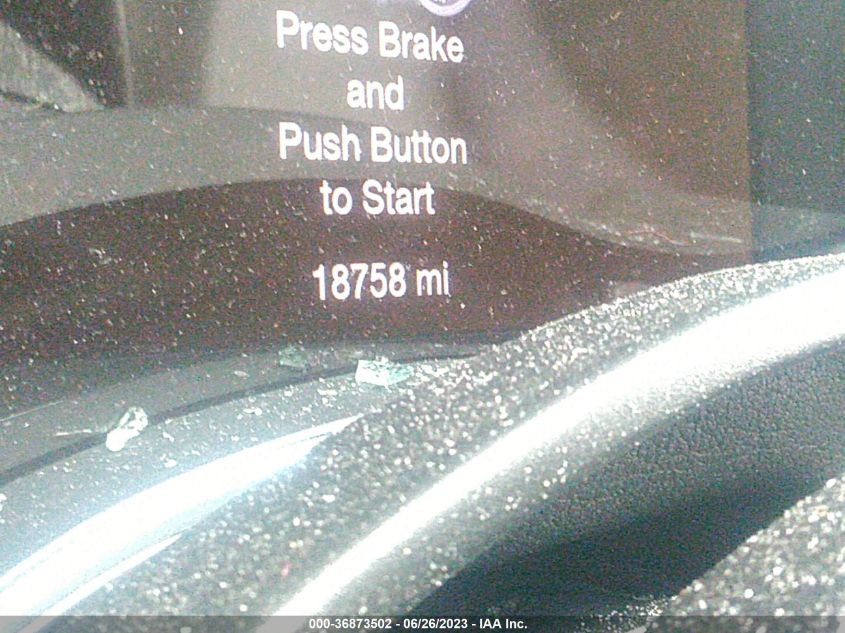 Press Brake
and
Push Button
to Start
18758 mi
000-36873502 - 06/26/2023 - IAA Inc.